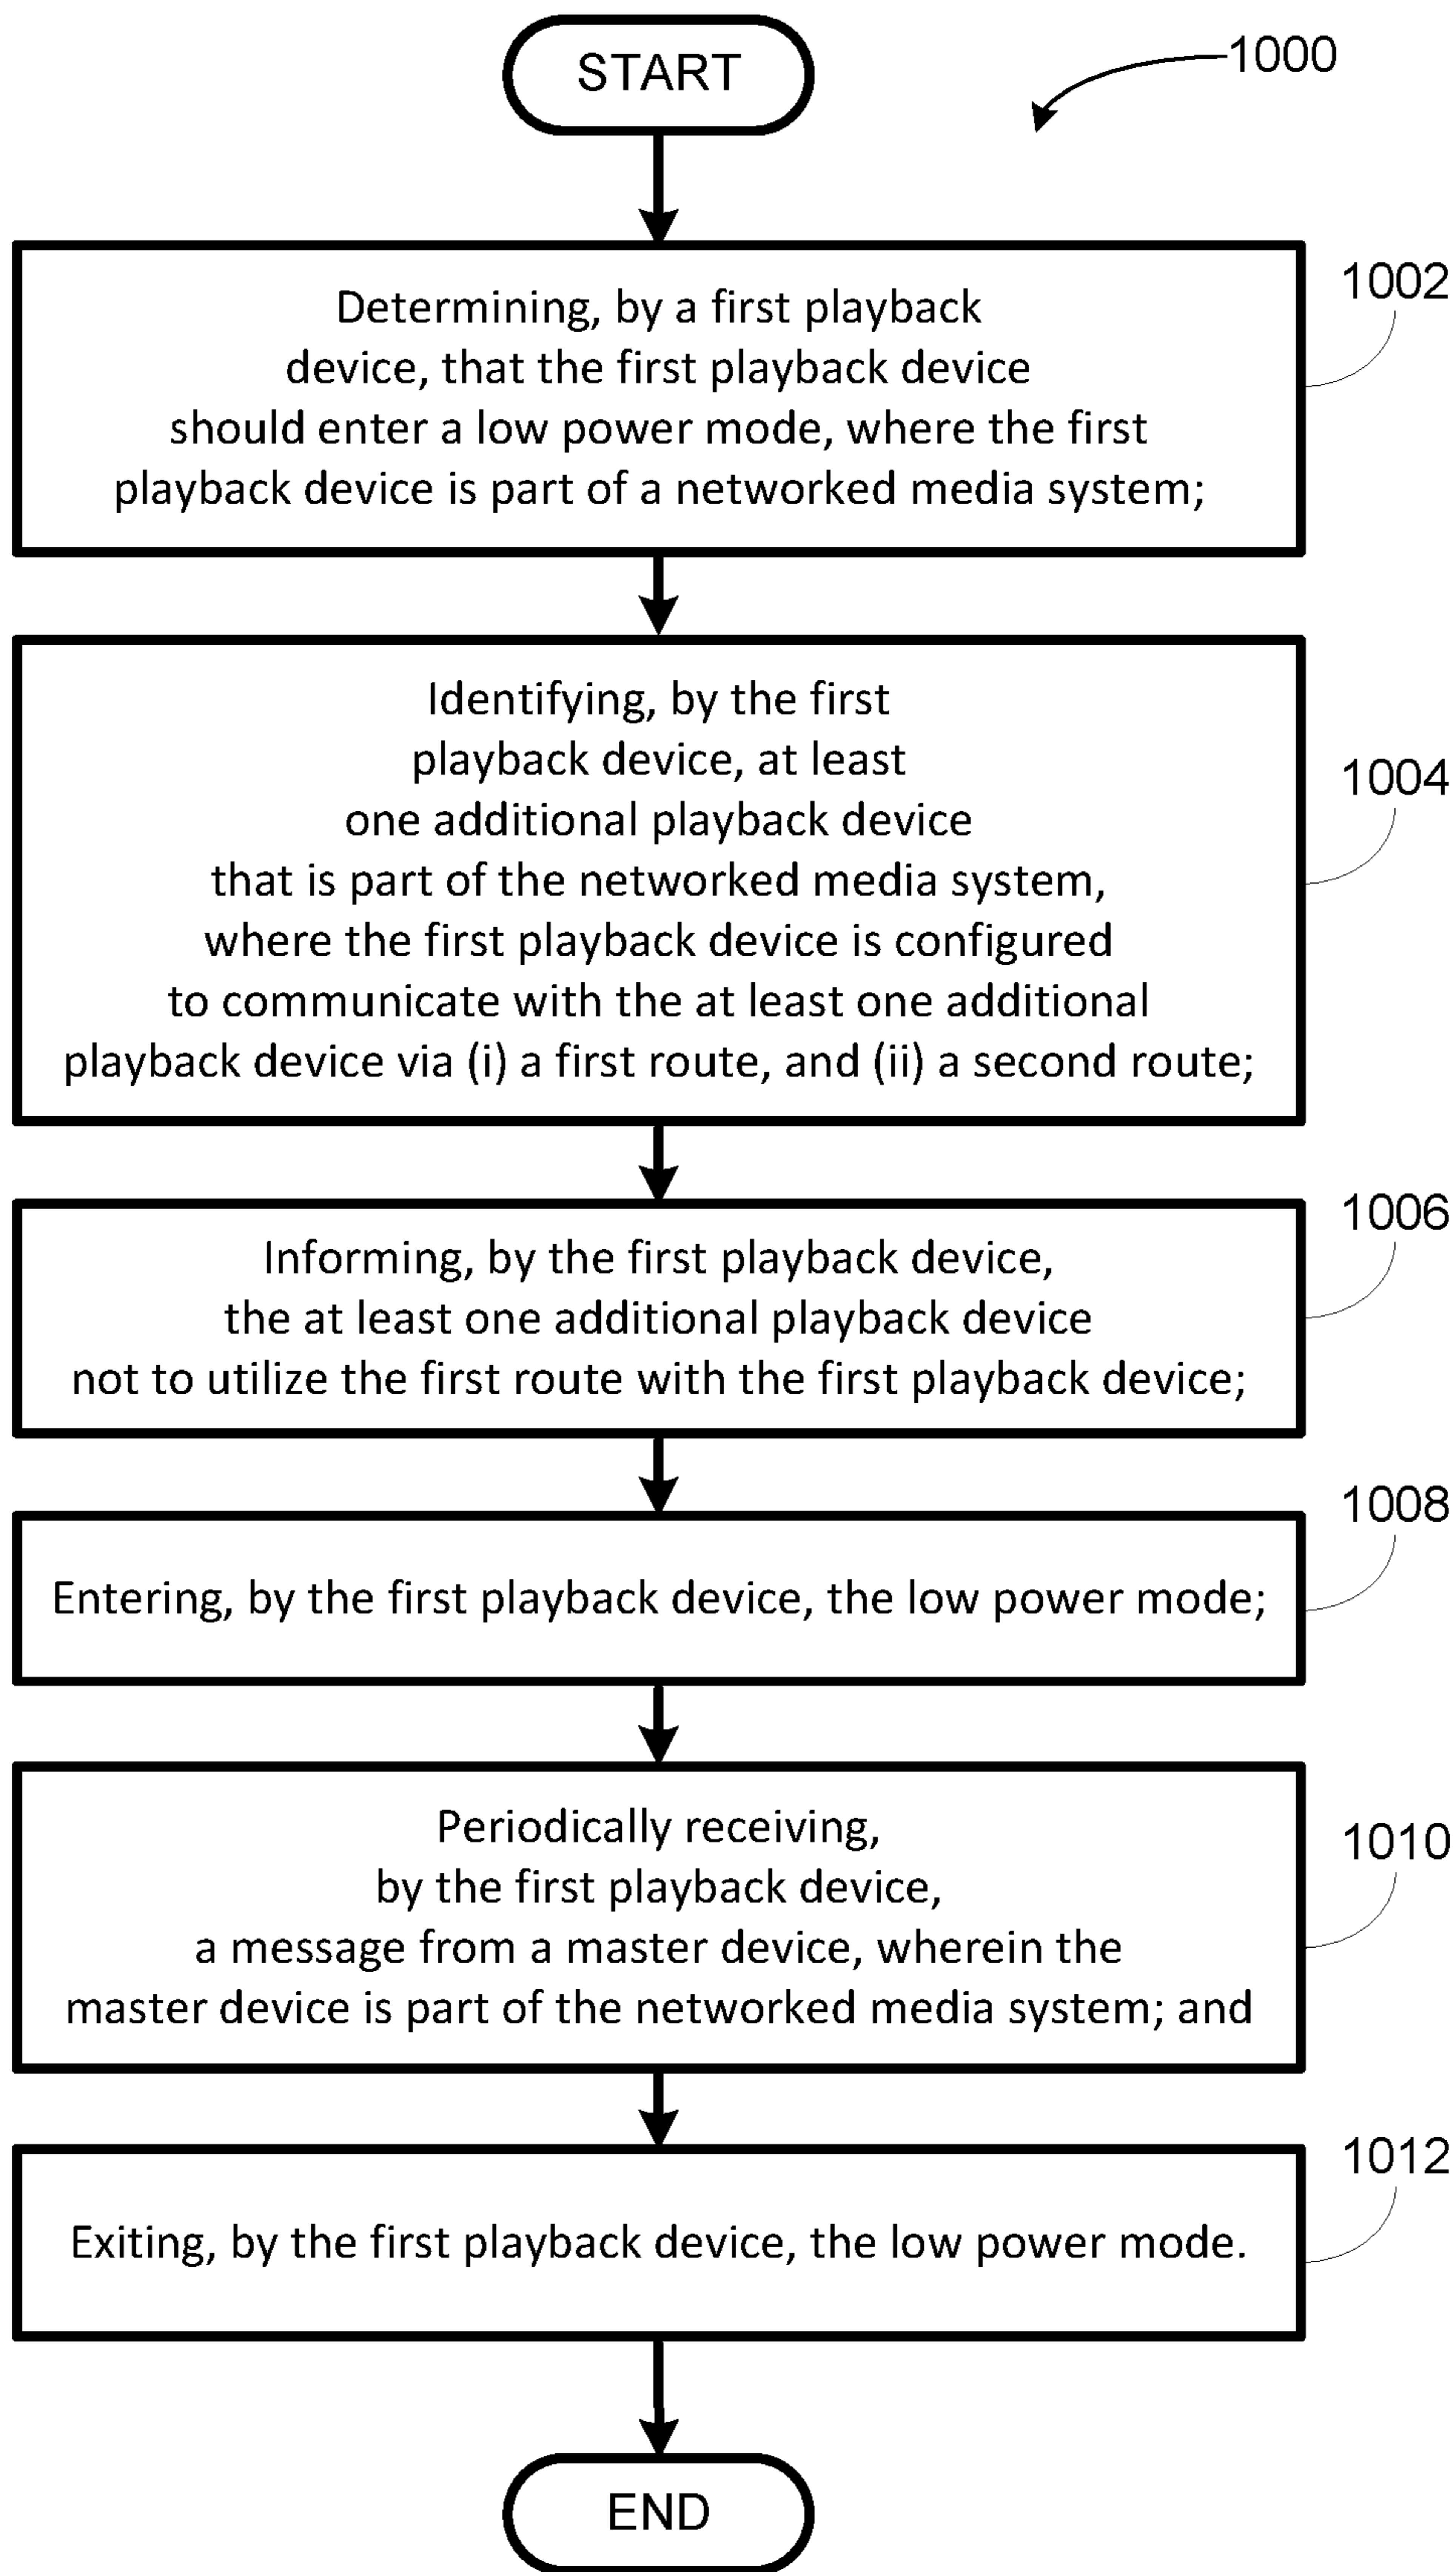 START
1000
Determining, by a first playback
device, that the first playback device
should enter a low power mode, where the first
playback device is part of a networked media system;
1002
Identifying, by the first
playback device, at least
one additional playback device
that is part of the networked media system,
where the first playback device is configured
to communicate with the at least one additional
playback device via (i) a first route, and (ii) a second route;
1004
Informing, by the first playback device,
the at least one additional playback device
not to utilize the first route with the first playback device;
1006
Entering, by the first playback device, the low power mode;
1008
Periodically receiving,
by the first playback device,
a message from a master device, wherein the
master device is part of the networked media system; and
1010
Exiting, by the first playback device, the low power mode.
1012
END